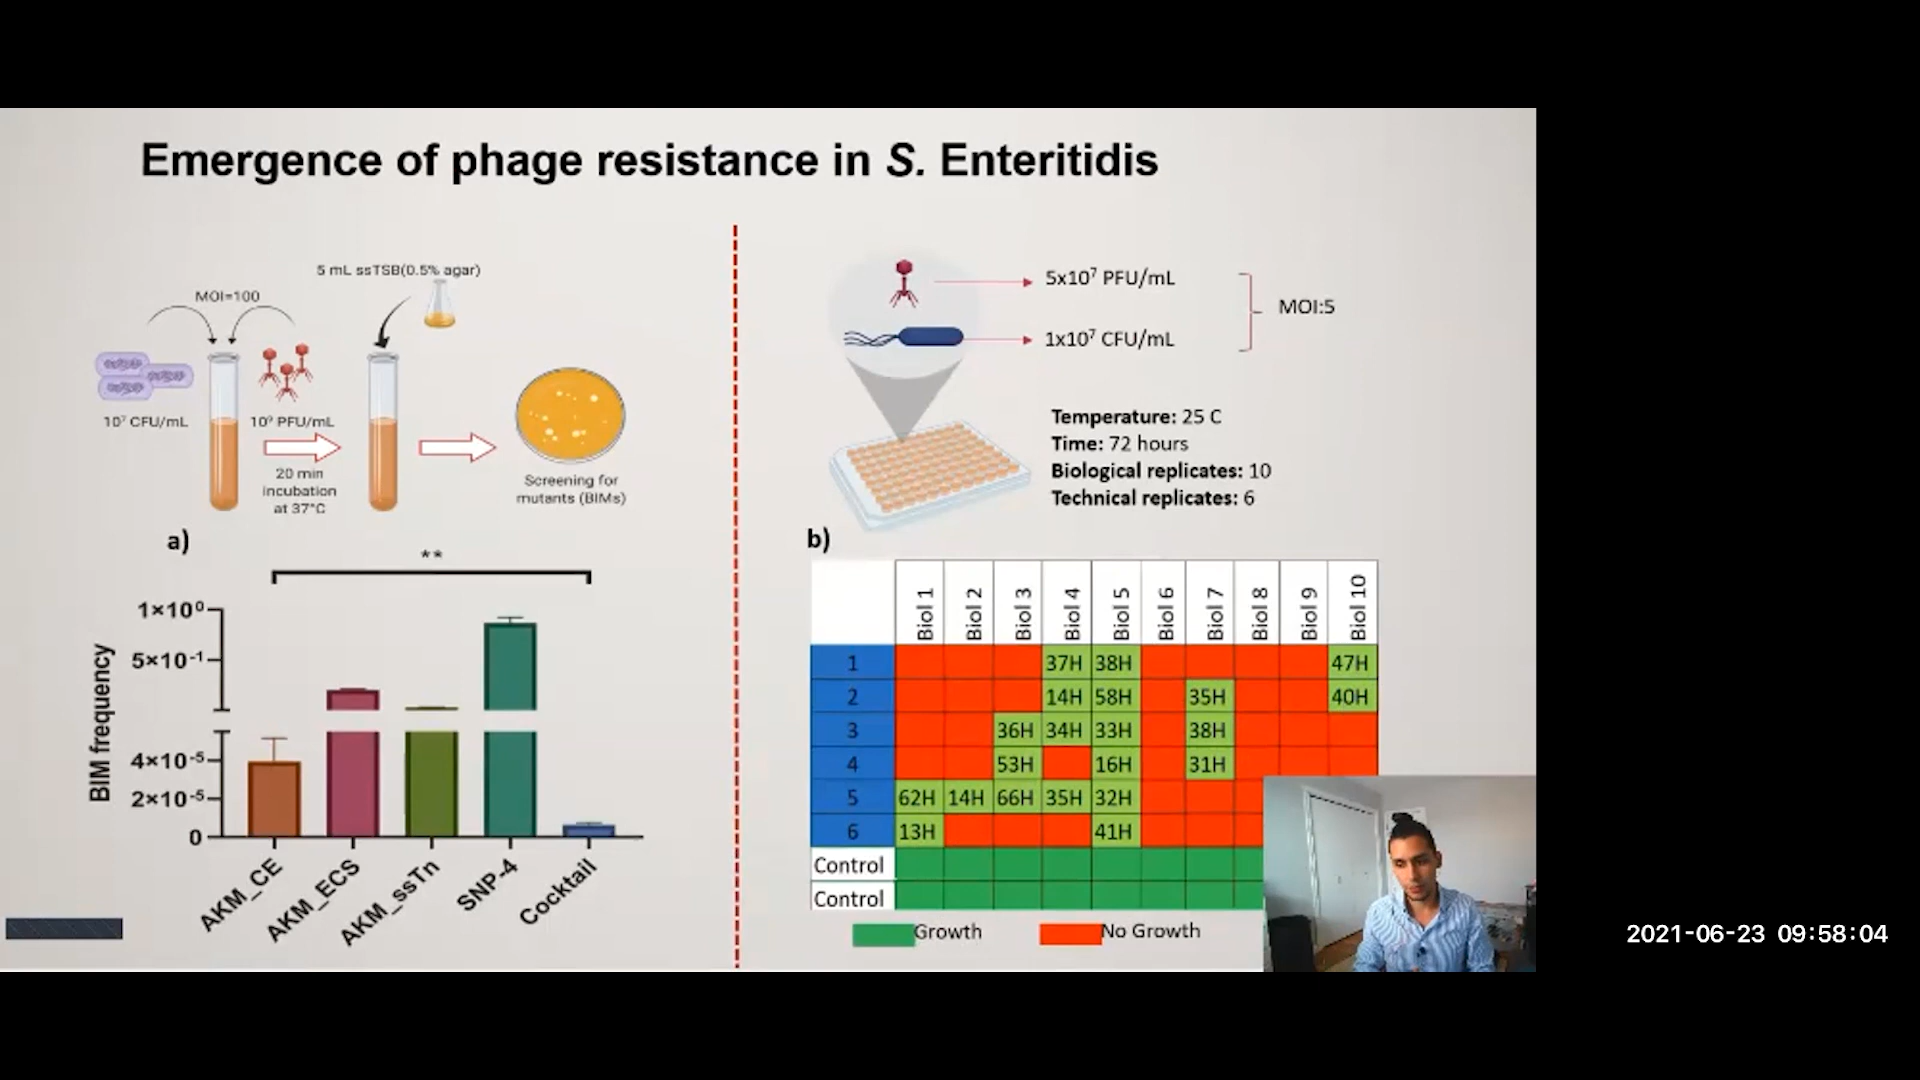 Emergence of phage resistance in S. Enteritidis
5 mL ssTSB(0.5% agar)
MOI=100
10⁷ CFU/mL
10⁹ PFU/mL
20 min
incubation
at 37°C
Screening for
mutants (BIMs)
a)
**
BIM frequency
1×10⁰
5×10⁻¹
4×10⁻⁵
2×10⁻⁵
0
AKM_CE
AKM_ECS
AKM_ssTn
SNP-4
Cocktail
5x10⁷ PFU/mL
1x10⁷ CFU/mL
MOI:5
Temperature: 25 C
Time: 72 hours
Biological replicates: 10
Technical replicates: 6
b)
Biol 1 Biol 2 Biol 3 Biol 4 Biol 5 Biol 6 Biol 7 Biol 8 Biol 9 Biol 10
1 37H 38H 47H
2 14H 58H 35H 40H
3 36H 34H 33H 38H
4 53H 16H 31H
5 62H 14H 66H 35H 32H
6 13H 41H
Control
Control
Growth No Growth
2021-06-23 09:58:04